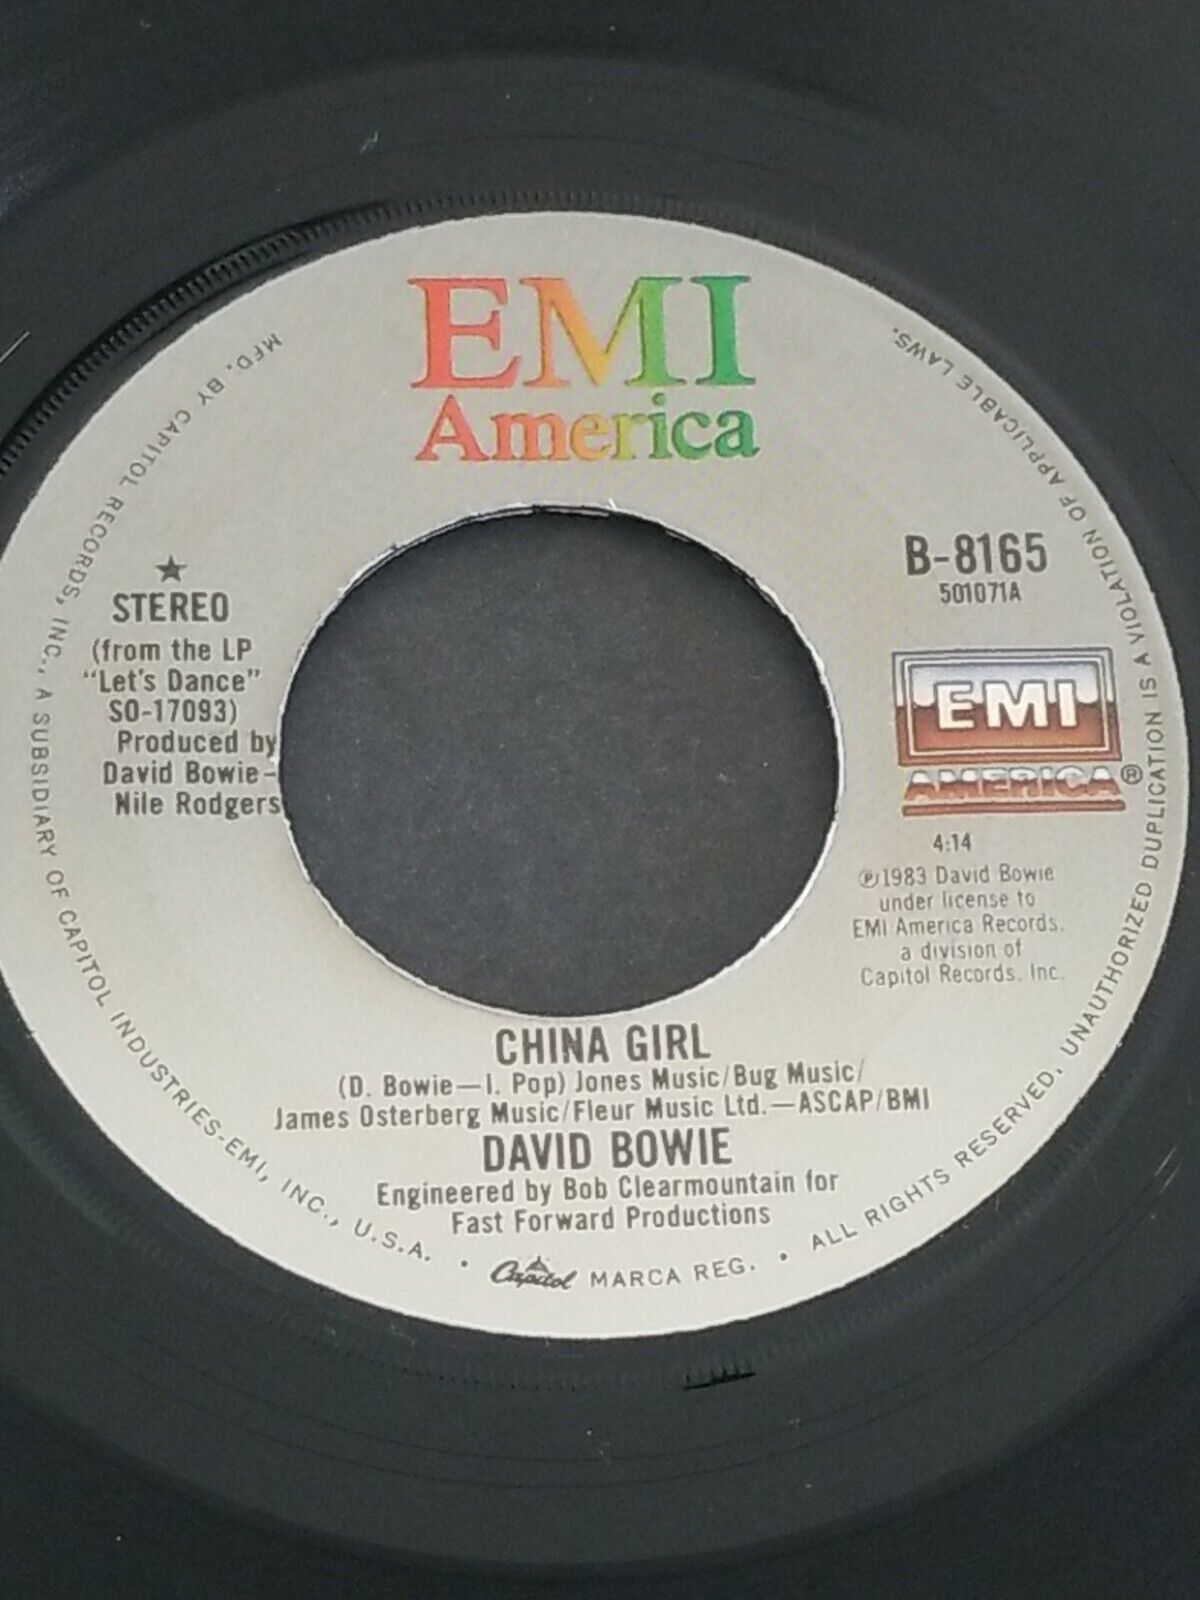 EMI
America
★
STEREO
(from the LP
"Let's Dance"
SO-17093)
Produced by
David Bowie-
Nile Rodgers
B-8165
501071A
EMI
AMERICA®
4:14
℗1983 David Bowie
under license to
EMI America Records.
a division of
Capitol Records, Inc.
CHINA GIRL
(D. Bowie—I. Pop) Jones Music/Bug Music/
James Osterberg Music/Fleur Music Ltd.—ASCAP/BMI
DAVID BOWIE
Engineered by Bob Clearmountain for
Fast Forward Productions
MFD. BY CAPITOL RECORDS, INC., A SUBSIDIARY OF CAPITOL INDUSTRIES-EMI, INC., U.S.A. • Capitol MARCA REG. • ALL RIGHTS RESERVED. UNAUTHORIZED DUPLICATION IS A VIOLATION OF APPLICABLE LAWS.